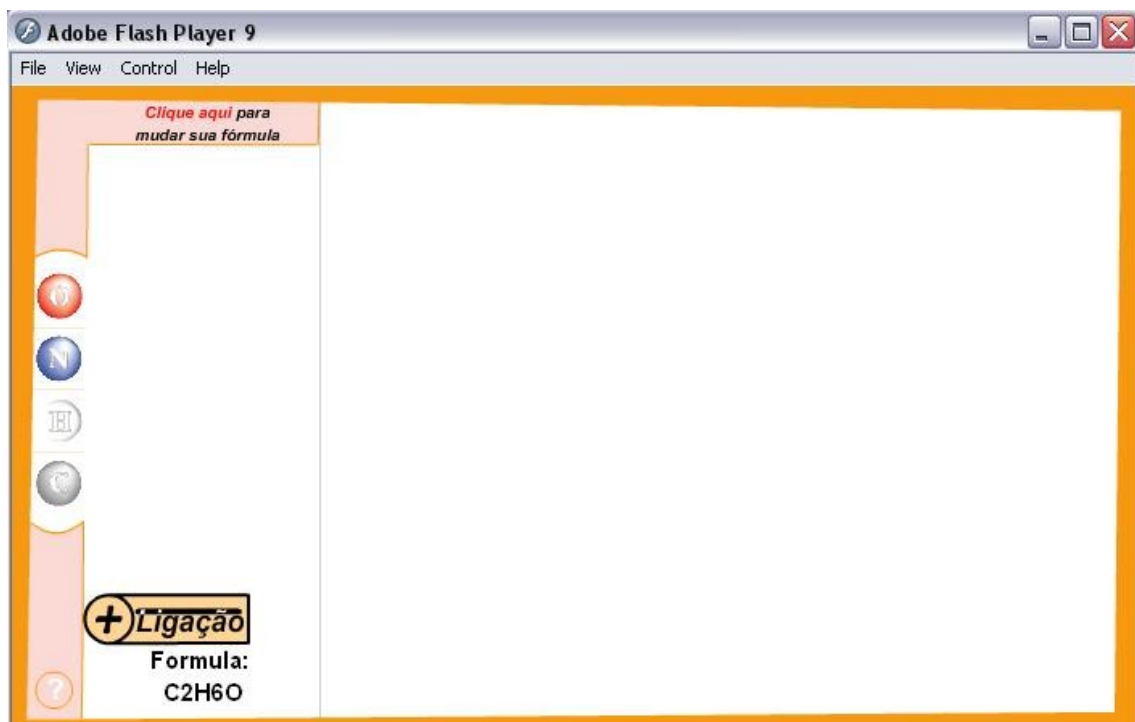 Adobe Flash Player 9
File View Control Help
Clique aqui para
mudar sua fórmula
O
N
H
C
+ Ligação
Formula:
C2H6O
?